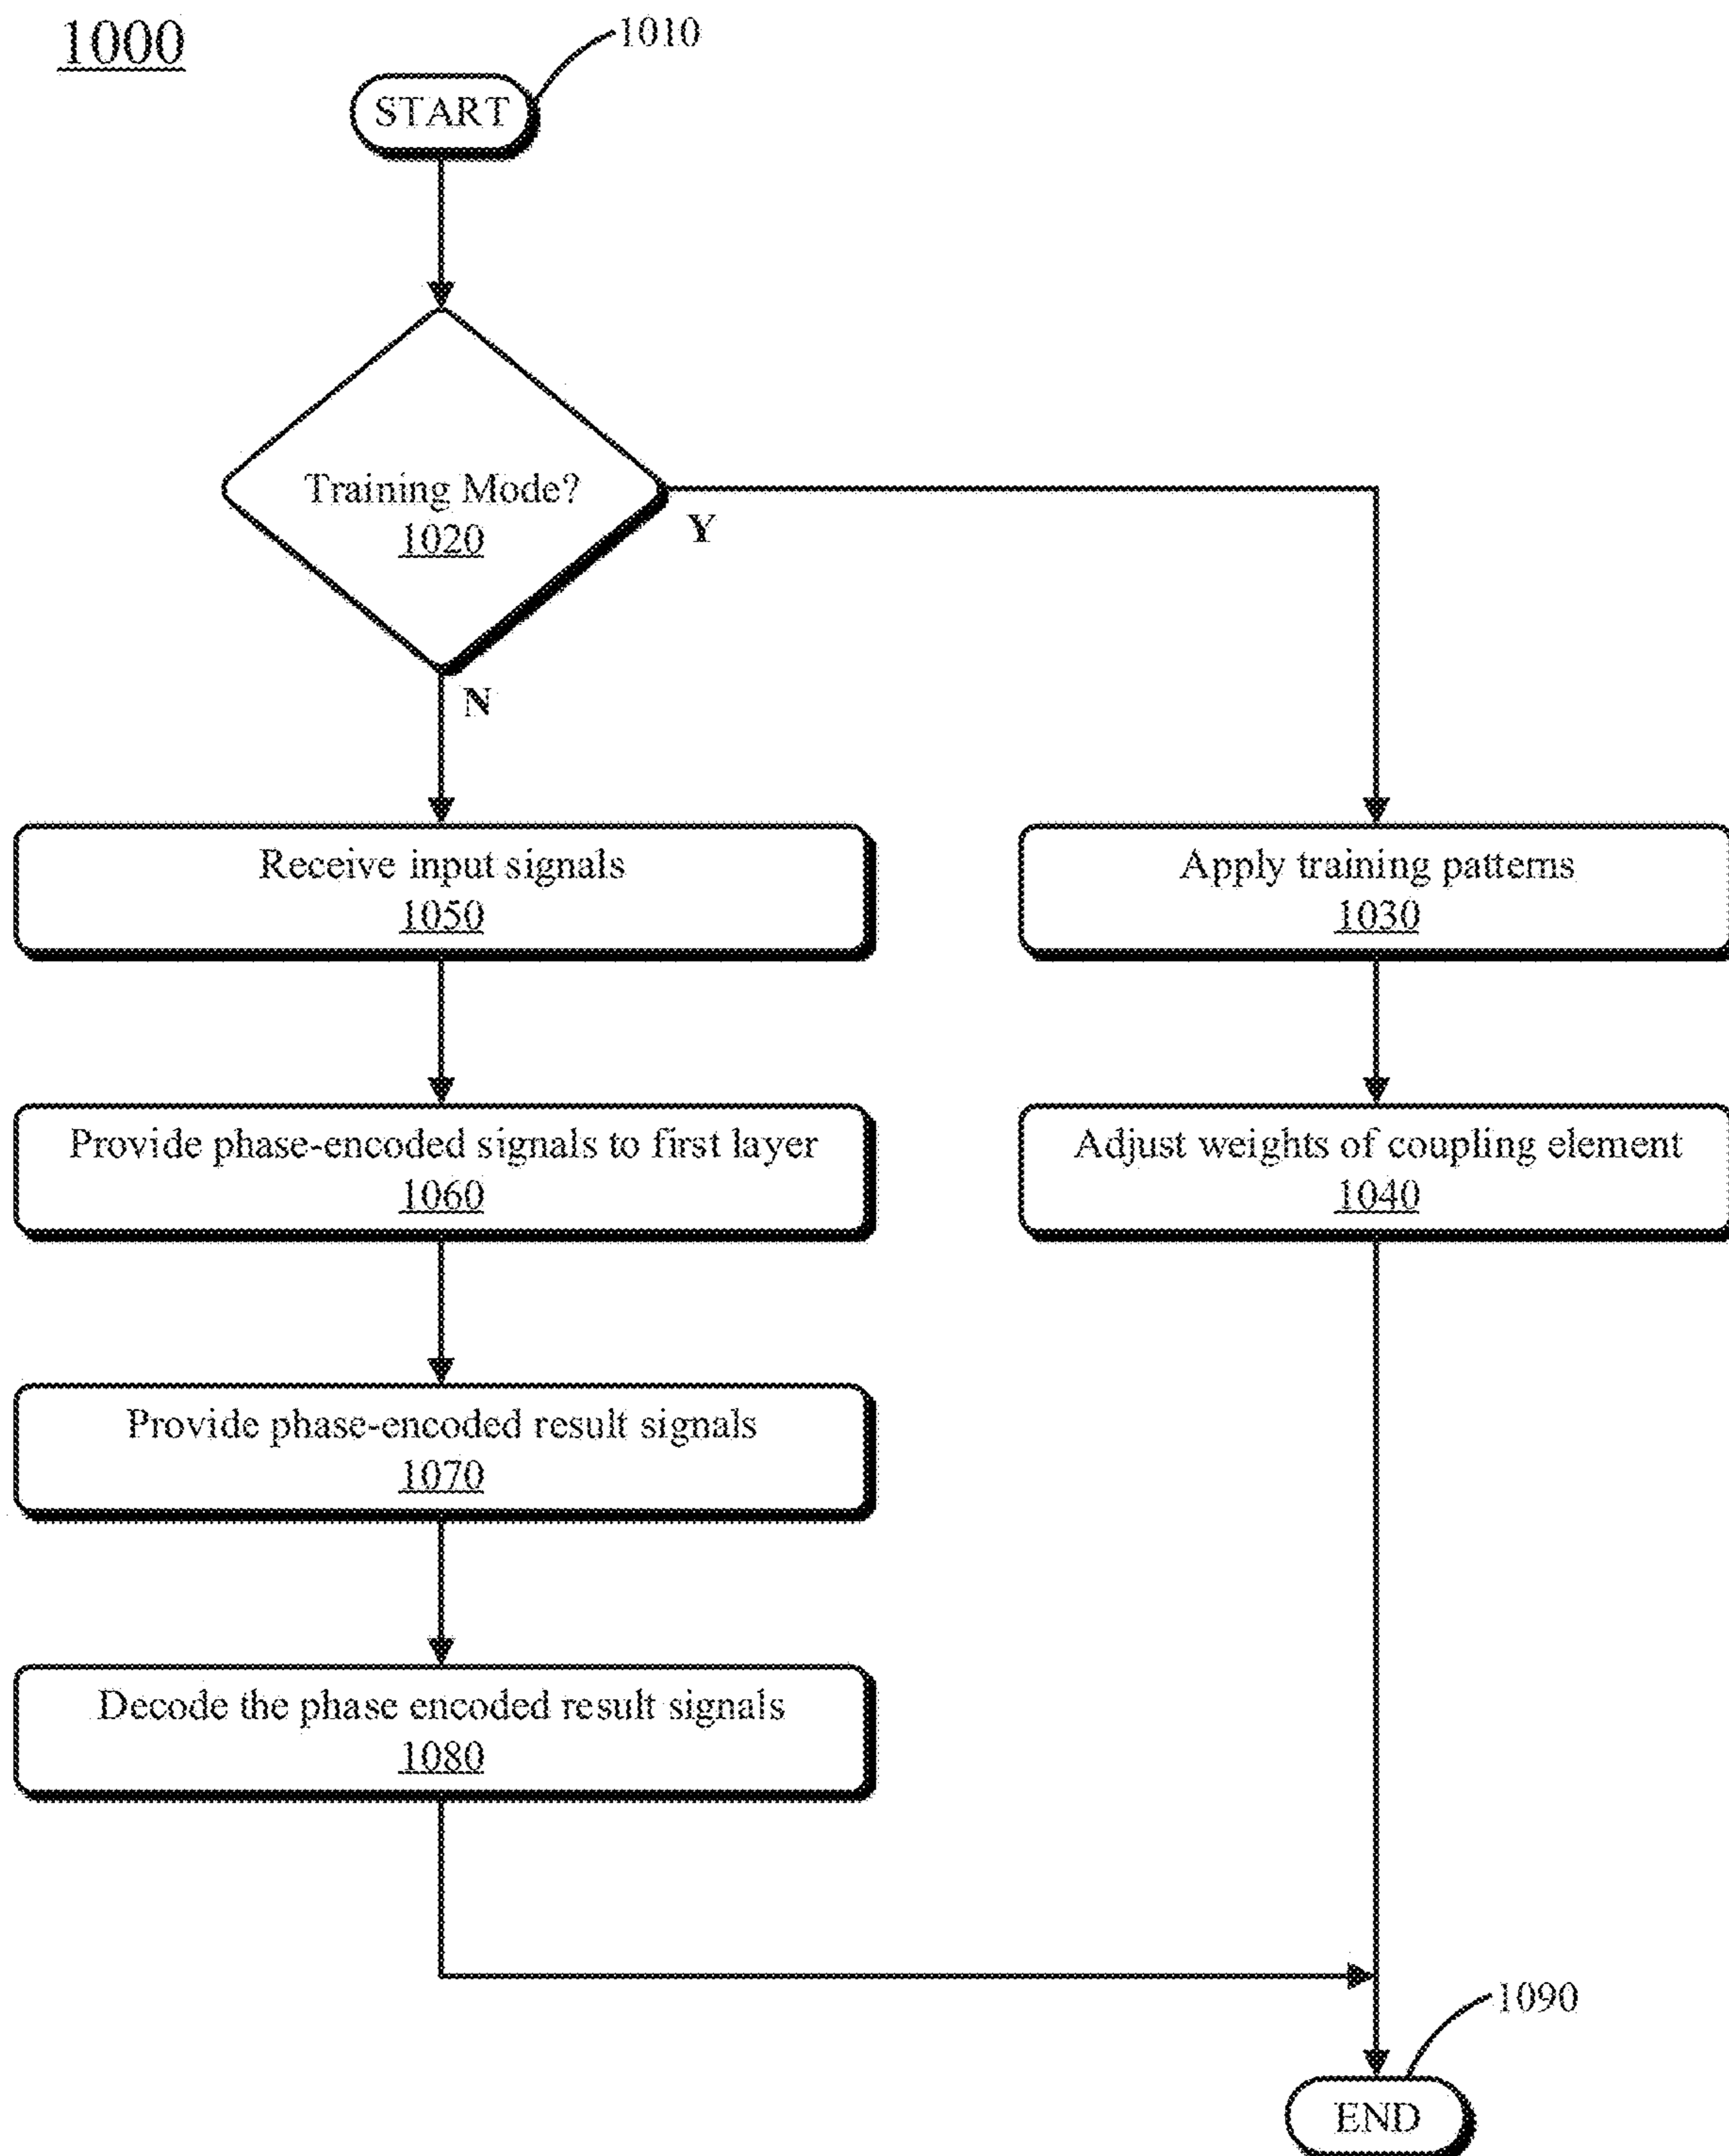 1000
1010
START
Training Mode?
1020
Y
N
Receive input signals
1050
Apply training patterns
1030
Provide phase-encoded signals to first layer
1060
Adjust weights of coupling element
1040
Provide phase-encoded result signals
1070
Decode the phase encoded result signals
1080
1090
END